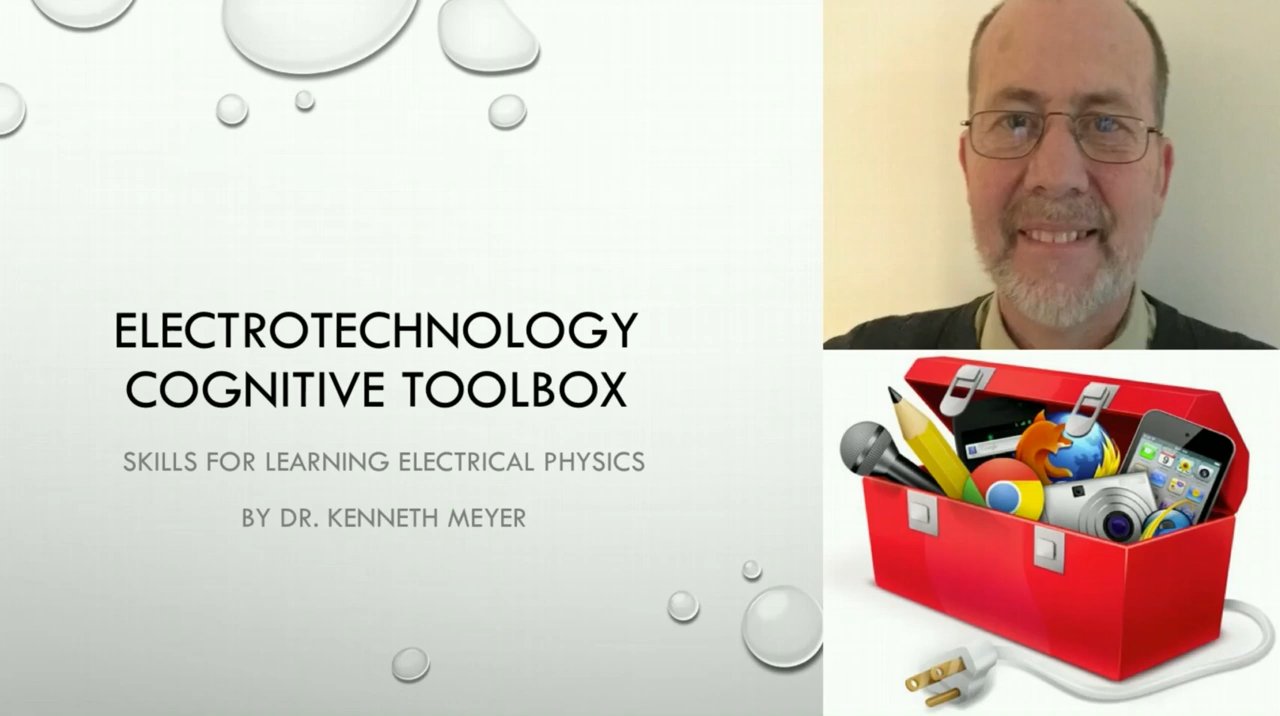 ELECTROTECHNOLOGY
COGNITIVE TOOLBOX
SKILLS FOR LEARNING ELECTRICAL PHYSICS
BY DR. KENNETH MEYER